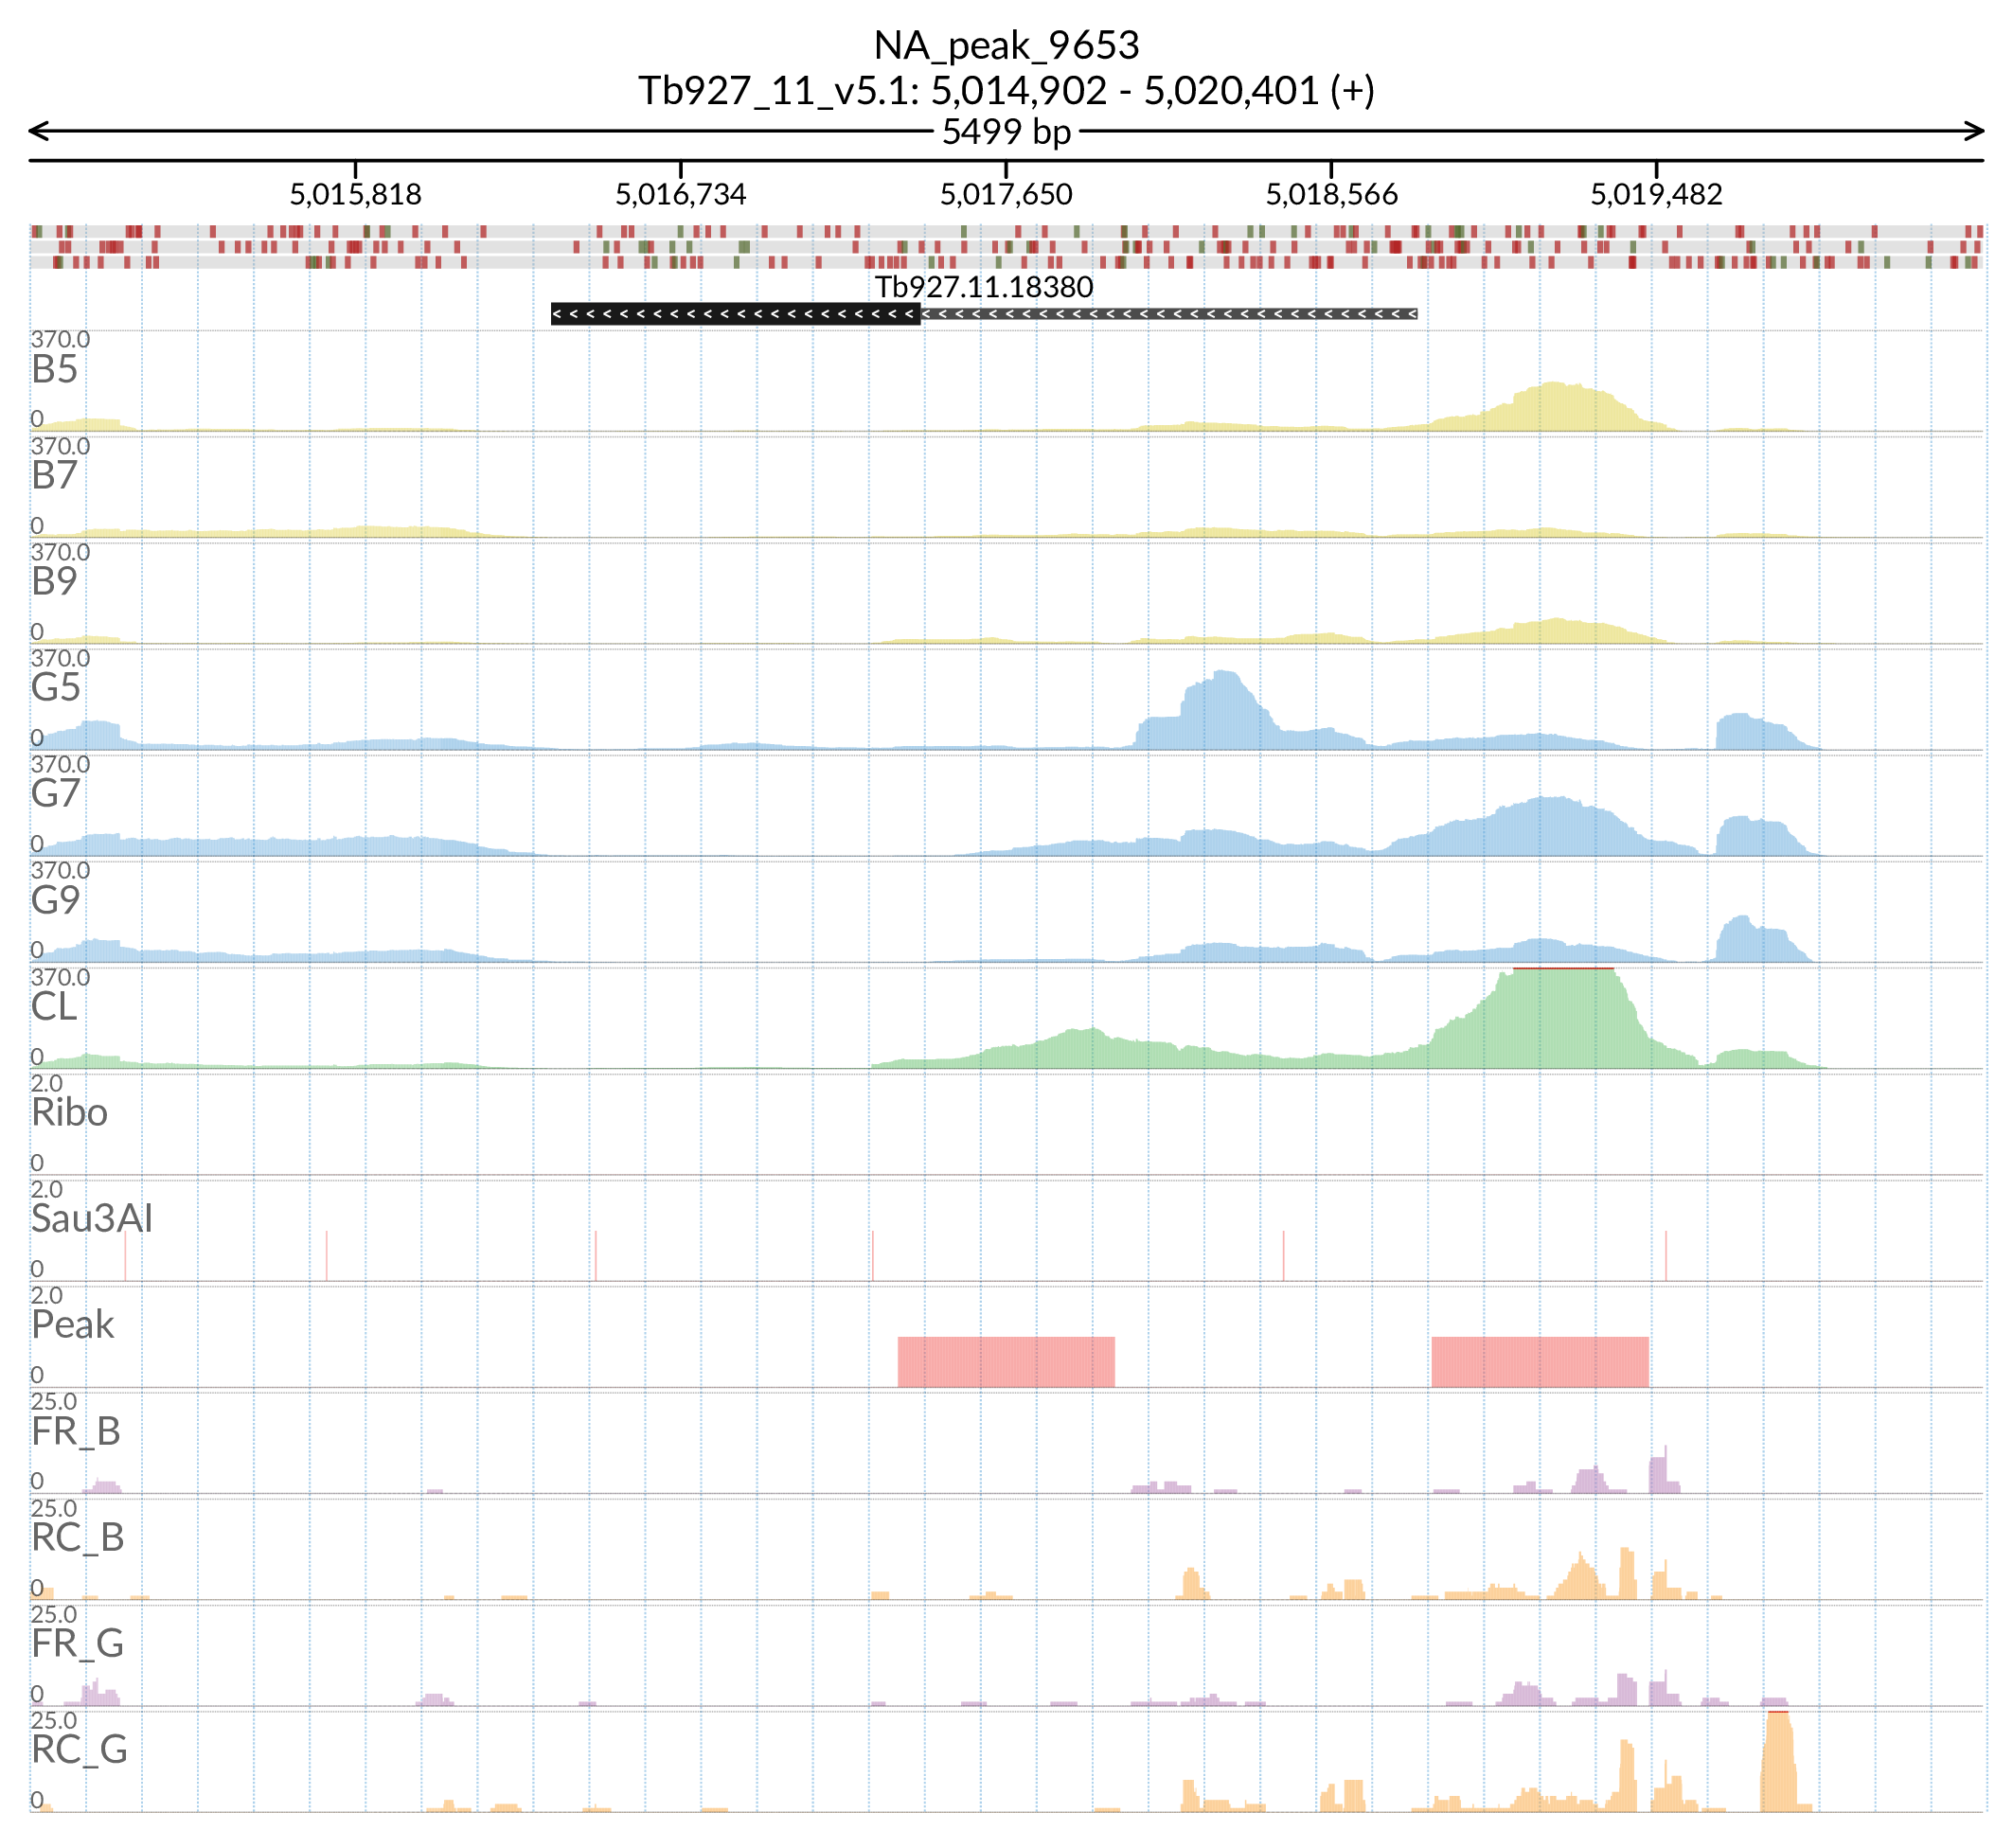 NA_peak_9653
Tb927_11_v5.1: 5,014,902 - 5,020,401 (+)
5499 bp
5,015,818 5,016,734 5,017,650 5,018,566 5,019,482
Tb927.11.18380
370.0
B5
0
370.0
B7
0
370.0
B9
0
370.0
G5
0
370.0
G7
0
370.0
G9
0
370.0
CL
0
2.0
Ribo
0
2.0
Sau3AI
0
2.0
Peak
0
25.0
FR_B
0
25.0
RC_B
0
25.0
FR_G
0
25.0
RC_G
0